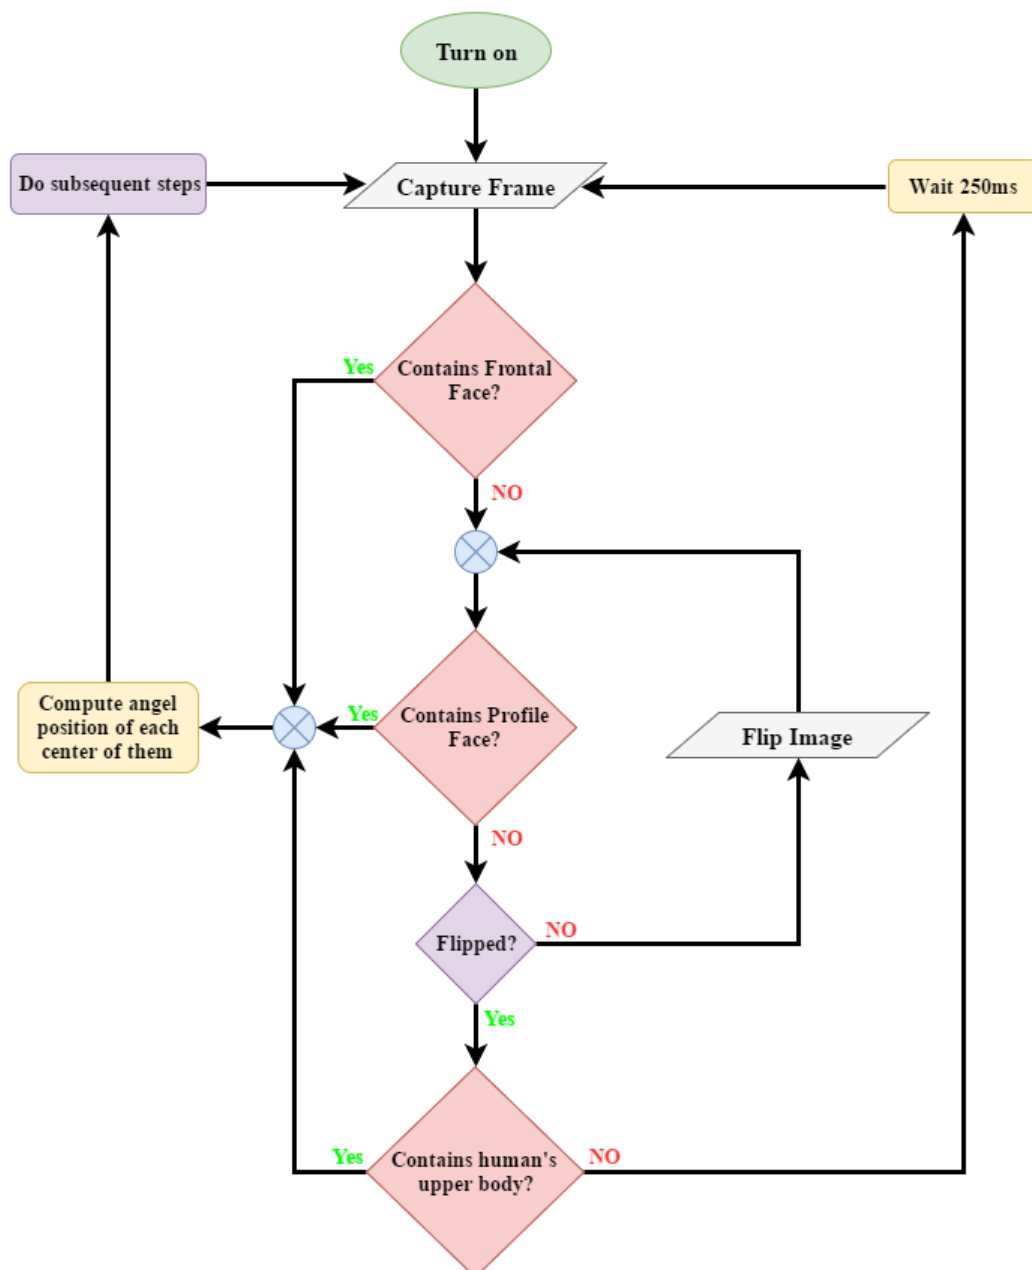 Turn on
Do subsequent steps
Capture Frame
Wait 250ms
Yes
Contains Frontal
Face?
NO
Compute angel
position of each
center of them
Yes
Contains Profile
Face?
Flip Image
NO
Flipped?
NO
Yes
Yes
Contains human's
upper body?
NO